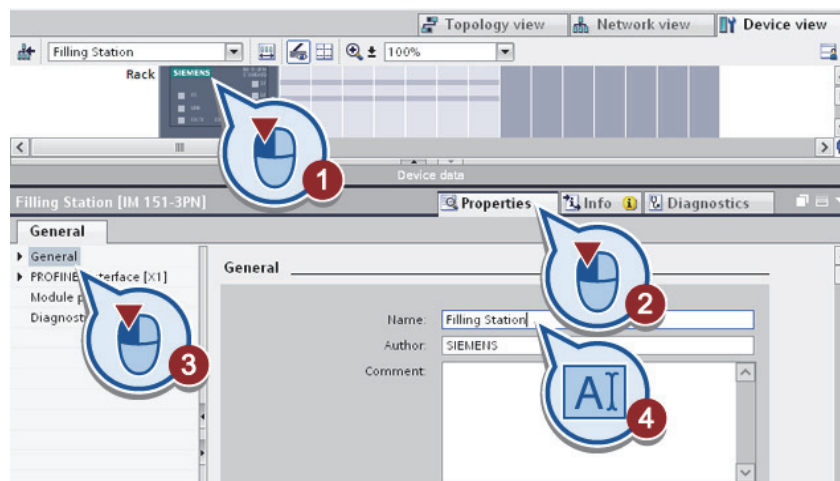 Topology view Network view Device view
Filling Station 100%
Rack SIEMENS
1
Device data
Filling Station [IM 151-3PN] Properties Info Diagnostics
General
General
PROFINE erface [X1]
Module p
Diagnost
General
2
Name: Filling Station
3
Author: SIEMENS
Comment:
AI
4